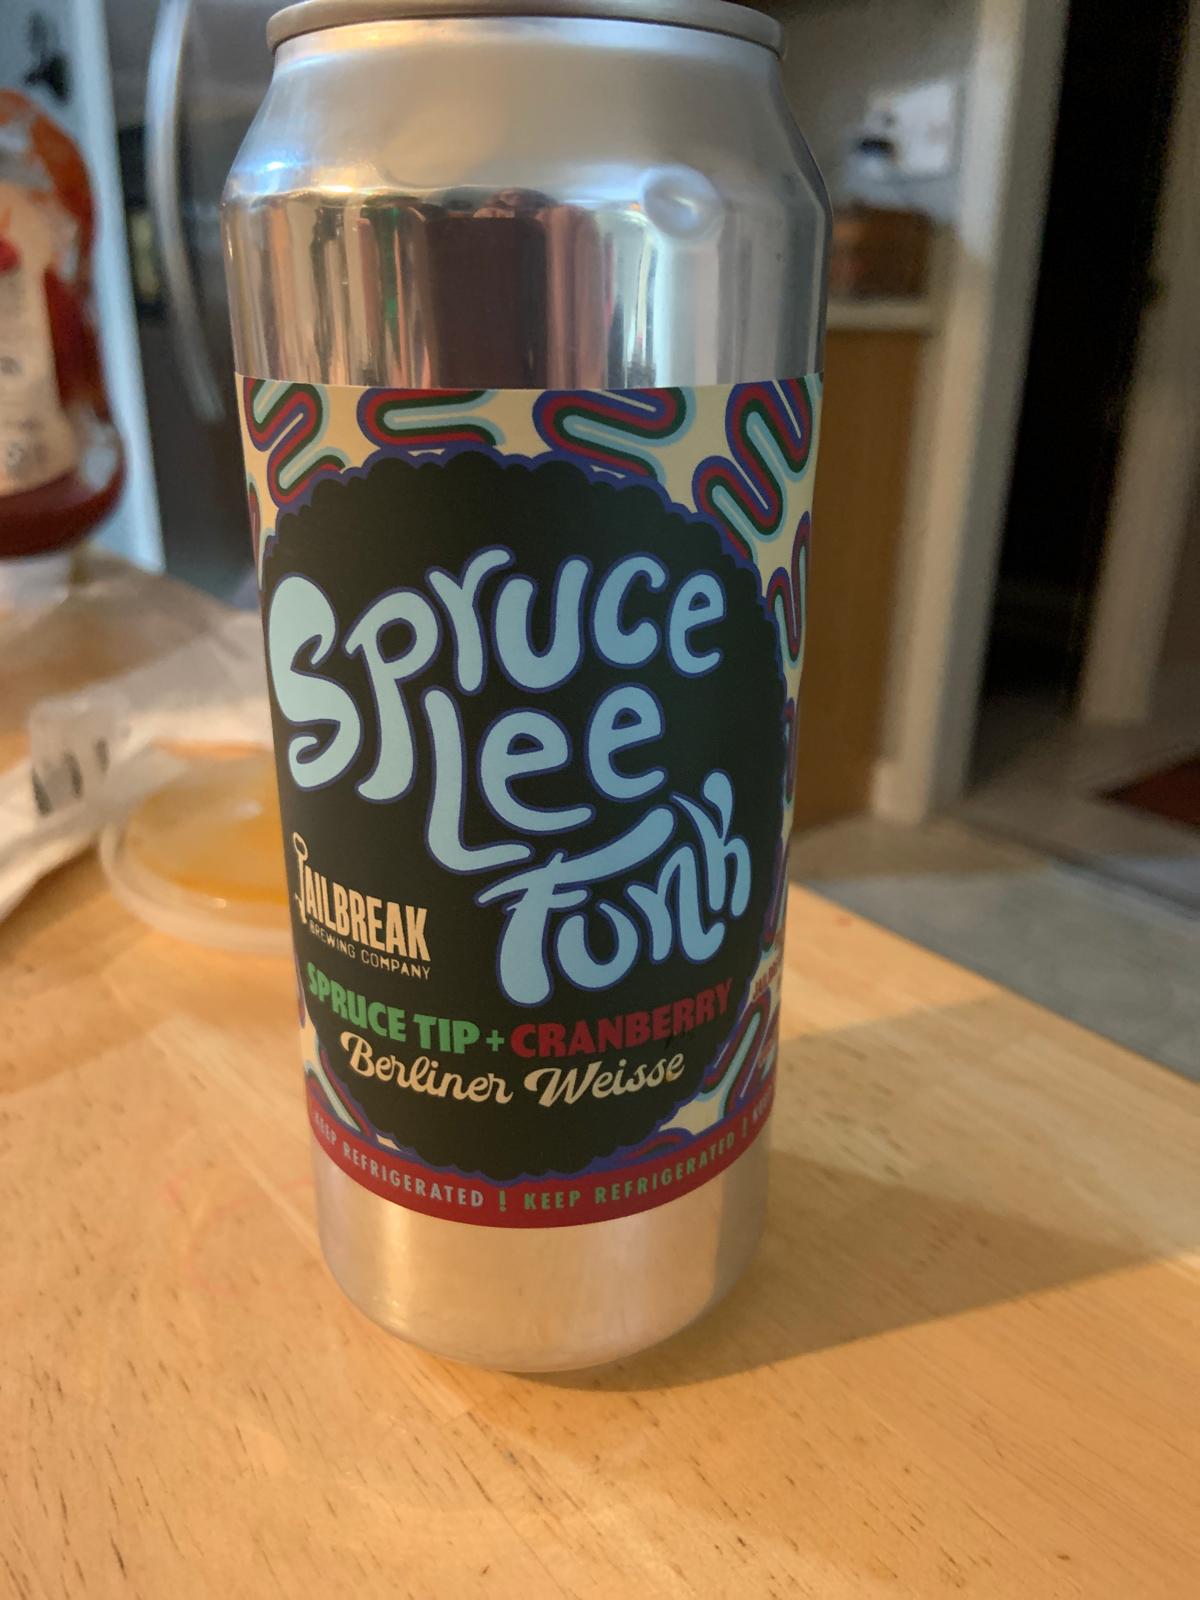 Spruce
Lee
Funk
JAILBREAK
BREWING COMPANY
SPRUCE TIP + CRANBERRY
Berliner Weisse
KEEP REFRIGERATED ! KEEP REFRIGERATED !